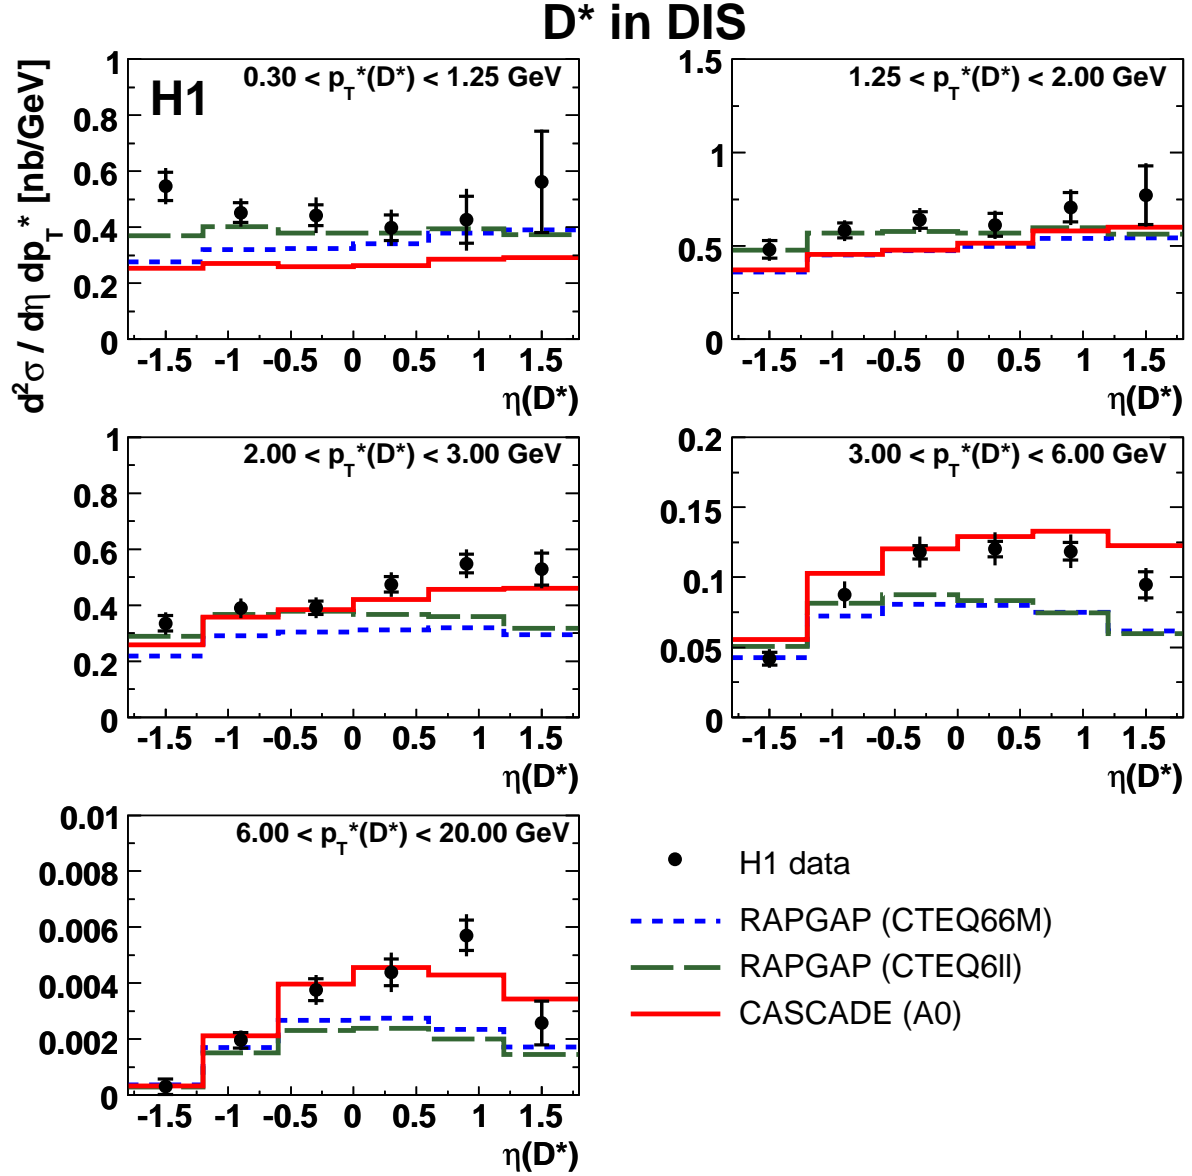 D* in DIS
d²σ / dη dp_T* [nb/GeV]
H1
0.30 < p_T*(D*) < 1.25 GeV
1
0.8
0.6
0.4
0.2
0
-1.5 -1 -0.5 0 0.5 1 1.5
η(D*)
1.25 < p_T*(D*) < 2.00 GeV
1.5
1
0.5
0
-1.5 -1 -0.5 0 0.5 1 1.5
η(D*)
2.00 < p_T*(D*) < 3.00 GeV
1
0.8
0.6
0.4
0.2
0
-1.5 -1 -0.5 0 0.5 1 1.5
η(D*)
3.00 < p_T*(D*) < 6.00 GeV
0.2
0.15
0.1
0.05
0
-1.5 -1 -0.5 0 0.5 1 1.5
η(D*)
6.00 < p_T*(D*) < 20.00 GeV
0.01
0.008
0.006
0.004
0.002
0
-1.5 -1 -0.5 0 0.5 1 1.5
η(D*)
H1 data
RAPGAP (CTEQ66M)
RAPGAP (CTEQ6ll)
CASCADE (A0)